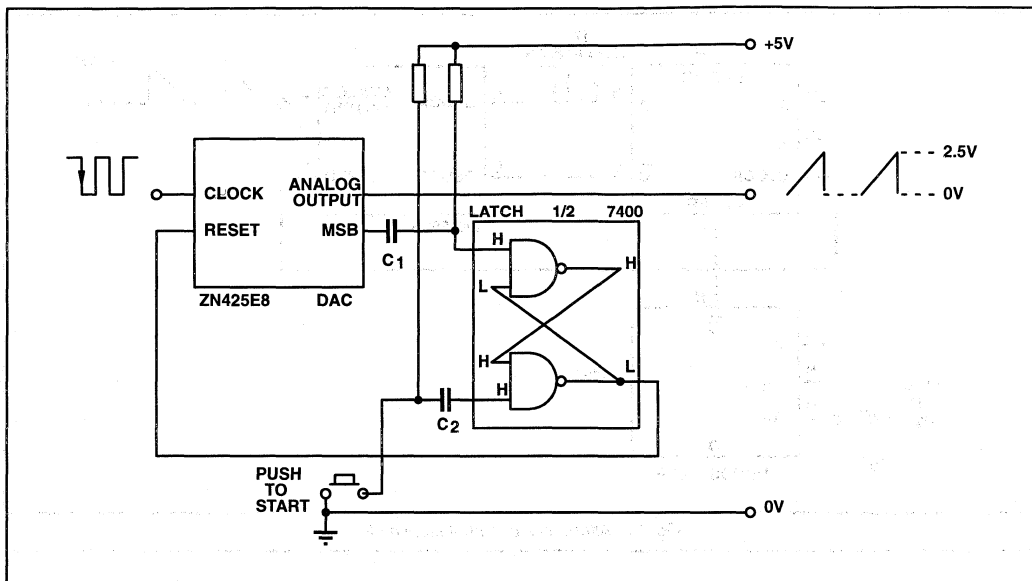 +5V
CLOCK
ANALOG
OUTPUT
2.5V
0V
RESET
MSB
LATCH 1/2 7400
C1
H
H
L
ZN425E8 DAC
H
L
H
C2
PUSH
TO
START
0V